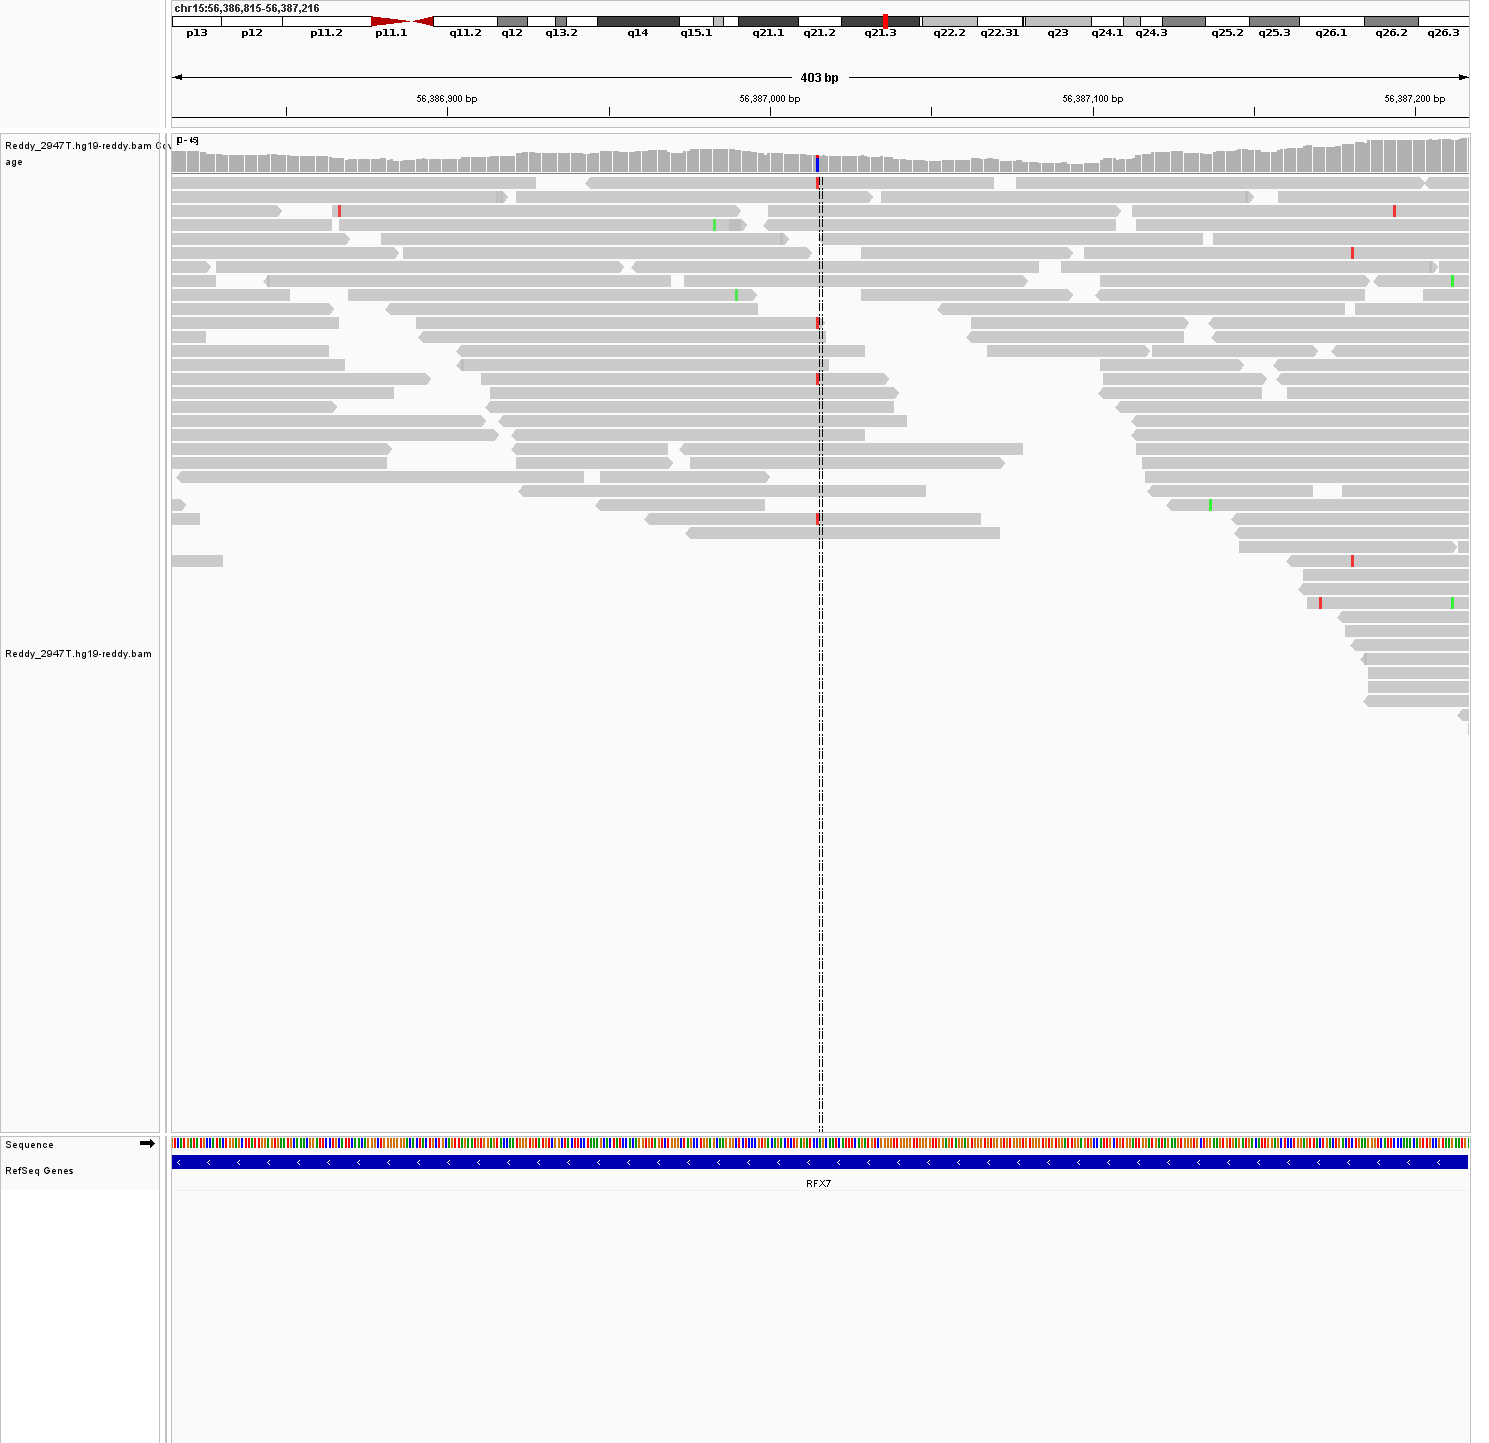 chr15:56,386,815-56,387,216
p13 p12 p11.2 p11.1 q11.2 q12 q13.2 q14 q15.1 q21.1 q21.2 q21.3 q22.2 q22.31 q23 q24.1 q24.3 q25.2 q25.3 q26.1 q26.2 q26.3
403 bp
56,386,900 bp 56,387,000 bp 56,387,100 bp 56,387,200 bp
[0 - 45]
Reddy_2947T.hg19-reddy.bam Cov
age
Reddy_2947T.hg19-reddy.bam
Sequence
RefSeq Genes
RFX7